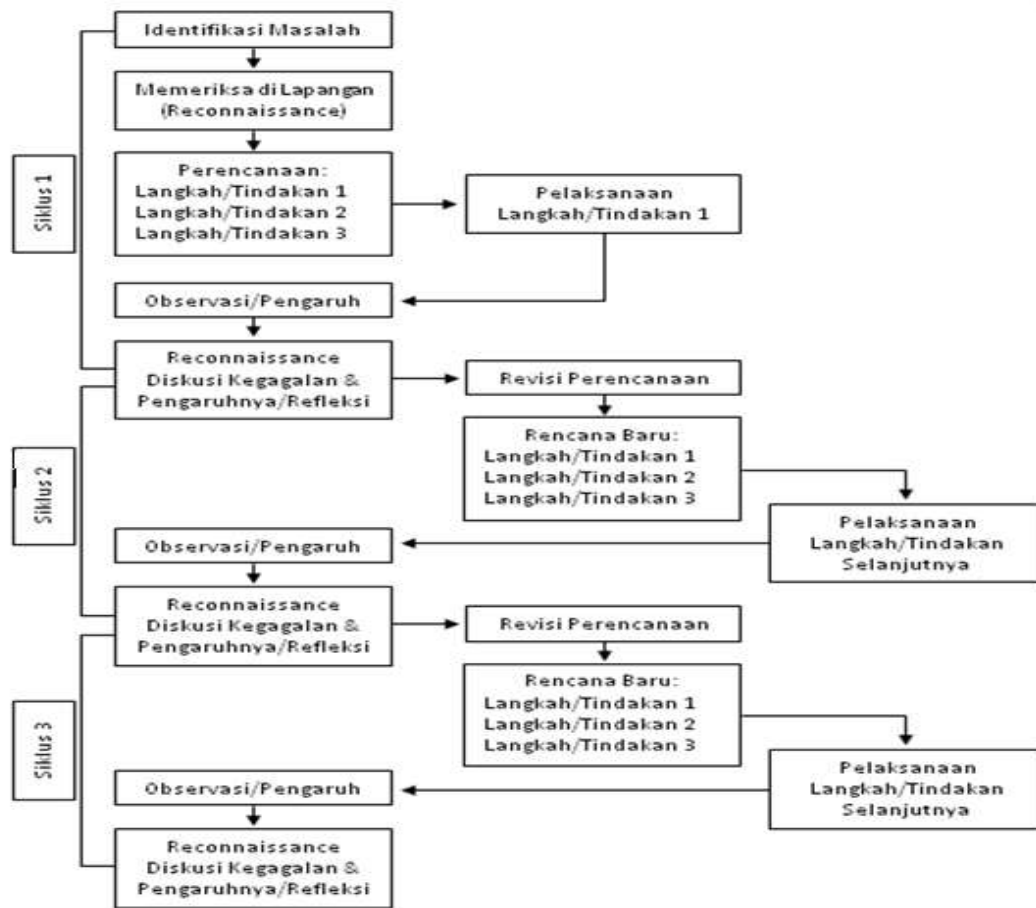 Identifikasi Masalah
Memeriksa di Lapangan
(Reconnaissance)
Siklus 1
Perencanaan:
Langkah/Tindakan 1
Langkah/Tindakan 2
Langkah/Tindakan 3
Pelaksanaan
Langkah/Tindakan 1
Observasi/Pengaruh
Reconnaissance
Diskusi Kegagalan &
Pengaruhnya/Refleksi
Revisi Perencanaan
Siklus 2
Rencana Baru:
Langkah/Tindakan 1
Langkah/Tindakan 2
Langkah/Tindakan 3
Pelaksanaan
Langkah/Tindakan
Selanjutnya
Observasi/Pengaruh
Reconnaissance
Diskusi Kegagalan &
Pengaruhnya/Refleksi
Revisi Perencanaan
Siklus 3
Rencana Baru:
Langkah/Tindakan 1
Langkah/Tindakan 2
Langkah/Tindakan 3
Pelaksanaan
Langkah/Tindakan
Selanjutnya
Observasi/Pengaruh
Reconnaissance
Diskusi Kegagalan &
Pengaruhnya/Refleksi